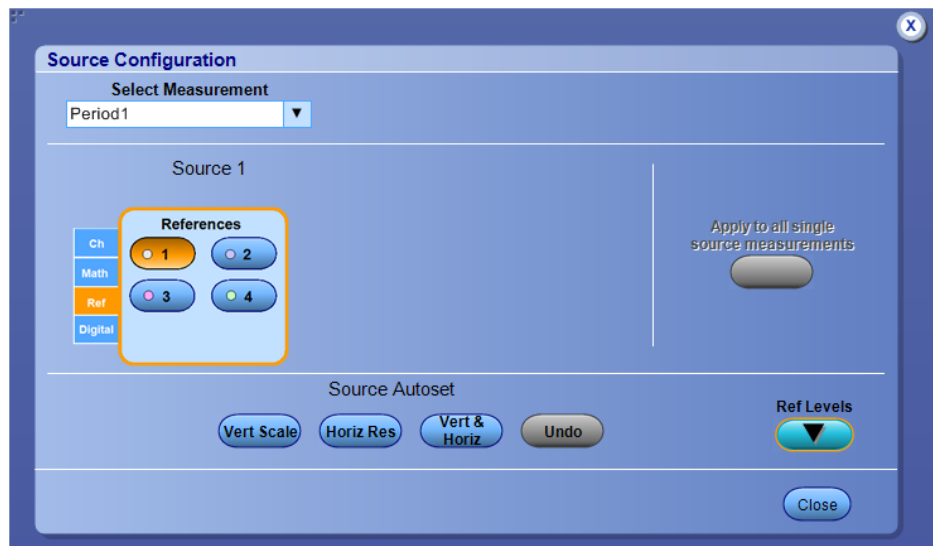 X
Source Configuration
Select Measurement
Period1
Source 1
References
Ch
Math
Ref
Digital
1
2
3
4
Apply to all single
source measurements
Source Autoset
Vert Scale
Horiz Res
Vert &
Horiz
Undo
Ref Levels
Close